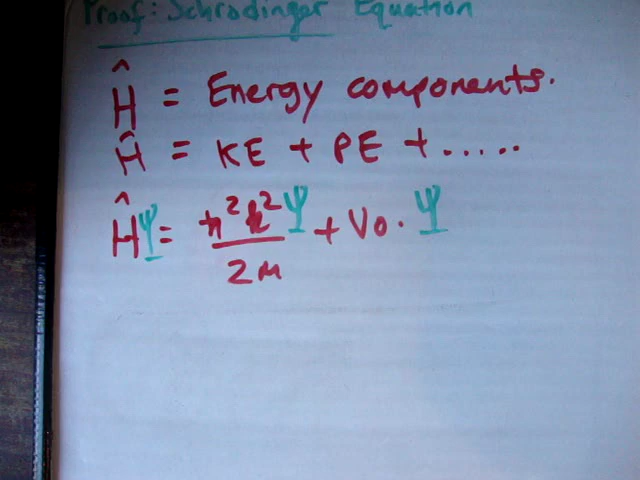 Proof: Schrodinger Equation
Ĥ = Energy components.
Ĥ = KE + PE + .....
ĤΨ = ħ²k²Ψ/2m + V₀·Ψ